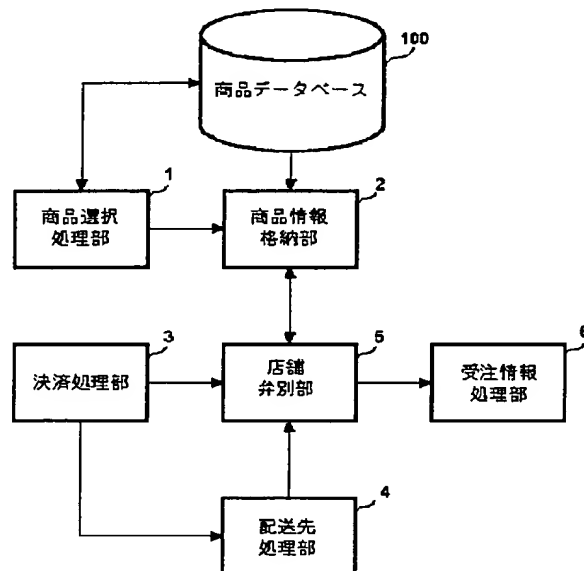 100
商品データベース
1
商品選択
処理部
2
商品情報
格納部
3
決済処理部
5
店舗
弁別部
6
受注情報
処理部
4
配送先
処理部